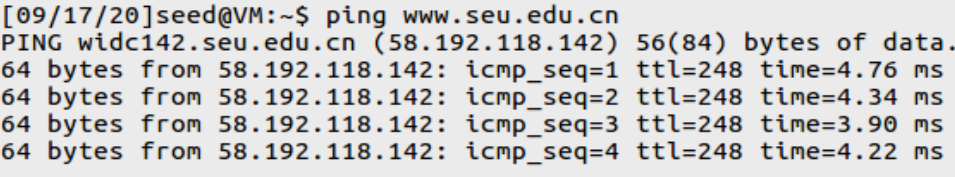 [09/17/20]seed@VM:~$ ping www.seu.edu.cn
PING widc142.seu.edu.cn (58.192.118.142) 56(84) bytes of data.
64 bytes from 58.192.118.142: icmp_seq=1 ttl=248 time=4.76 ms
64 bytes from 58.192.118.142: icmp_seq=2 ttl=248 time=4.34 ms
64 bytes from 58.192.118.142: icmp_seq=3 ttl=248 time=3.90 ms
64 bytes from 58.192.118.142: icmp_seq=4 ttl=248 time=4.22 ms